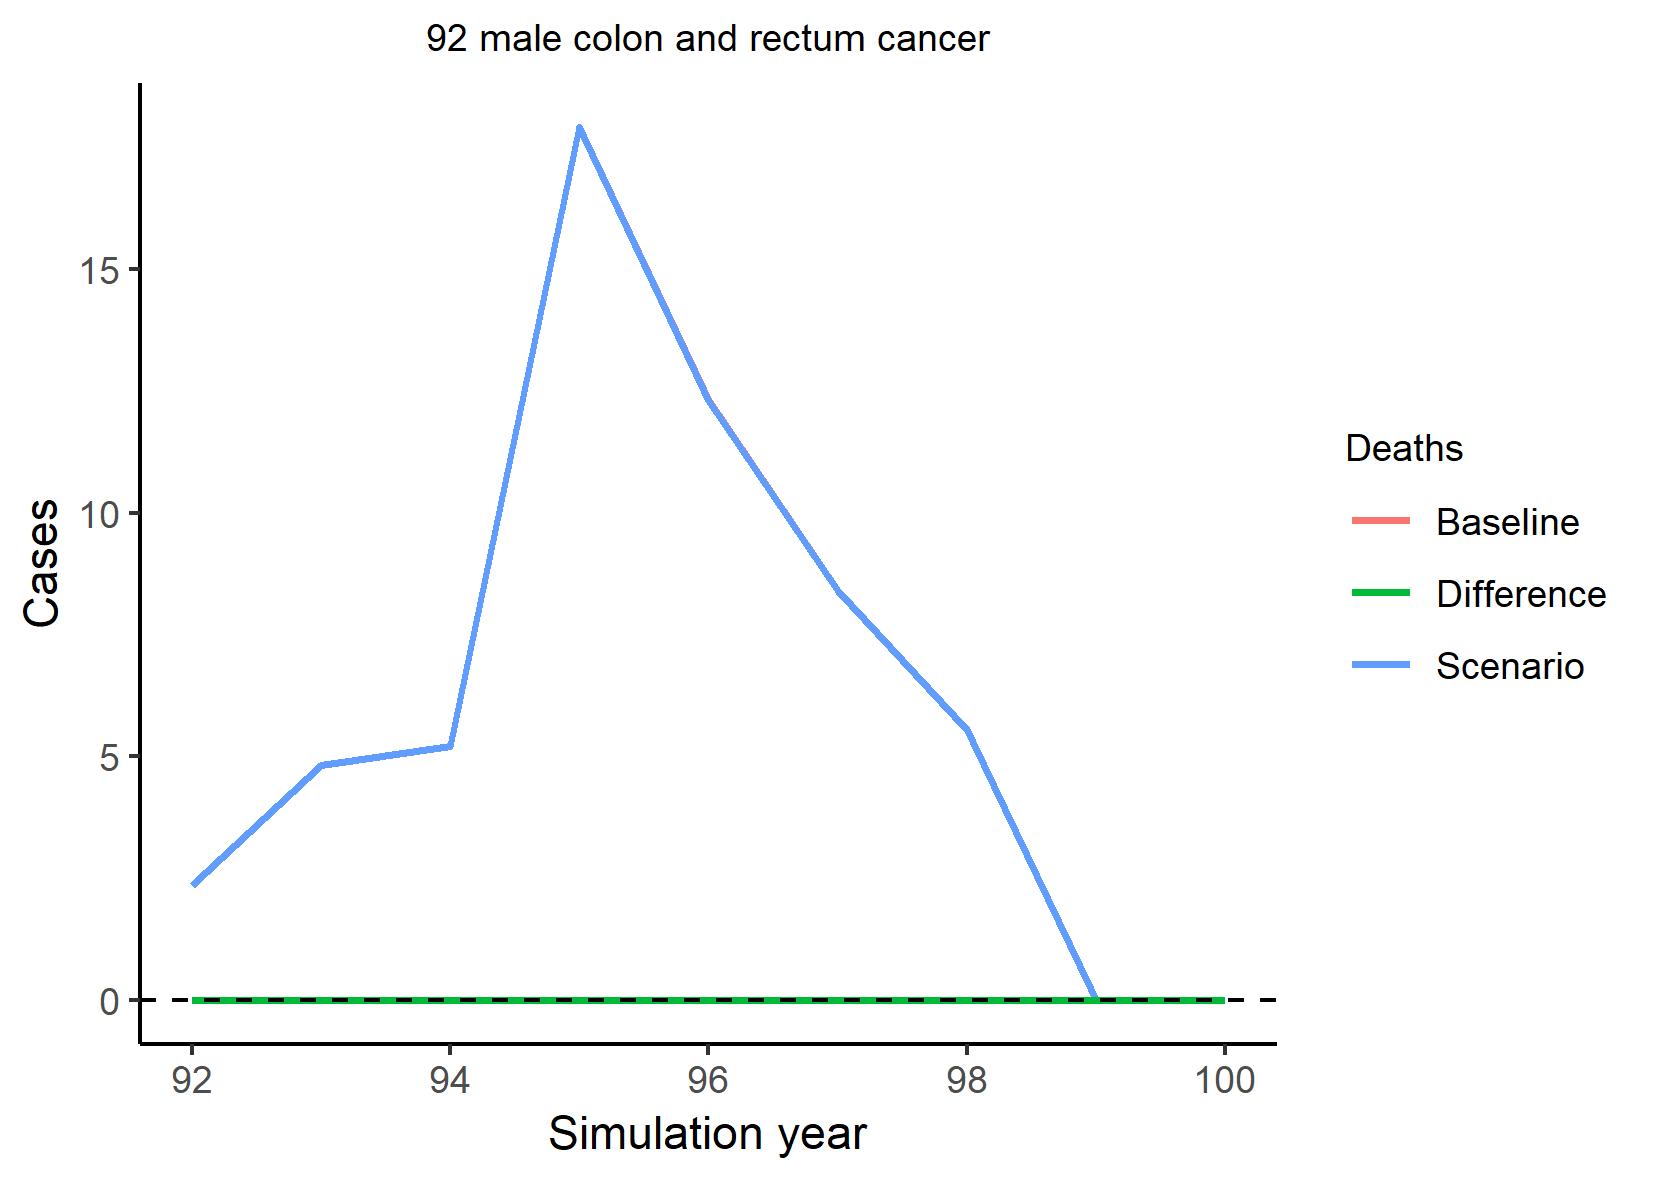 92 male colon and rectum cancer
Cases
15
10
5
0
92 94 96 98 100
Simulation year
Deaths
Baseline
Difference
Scenario